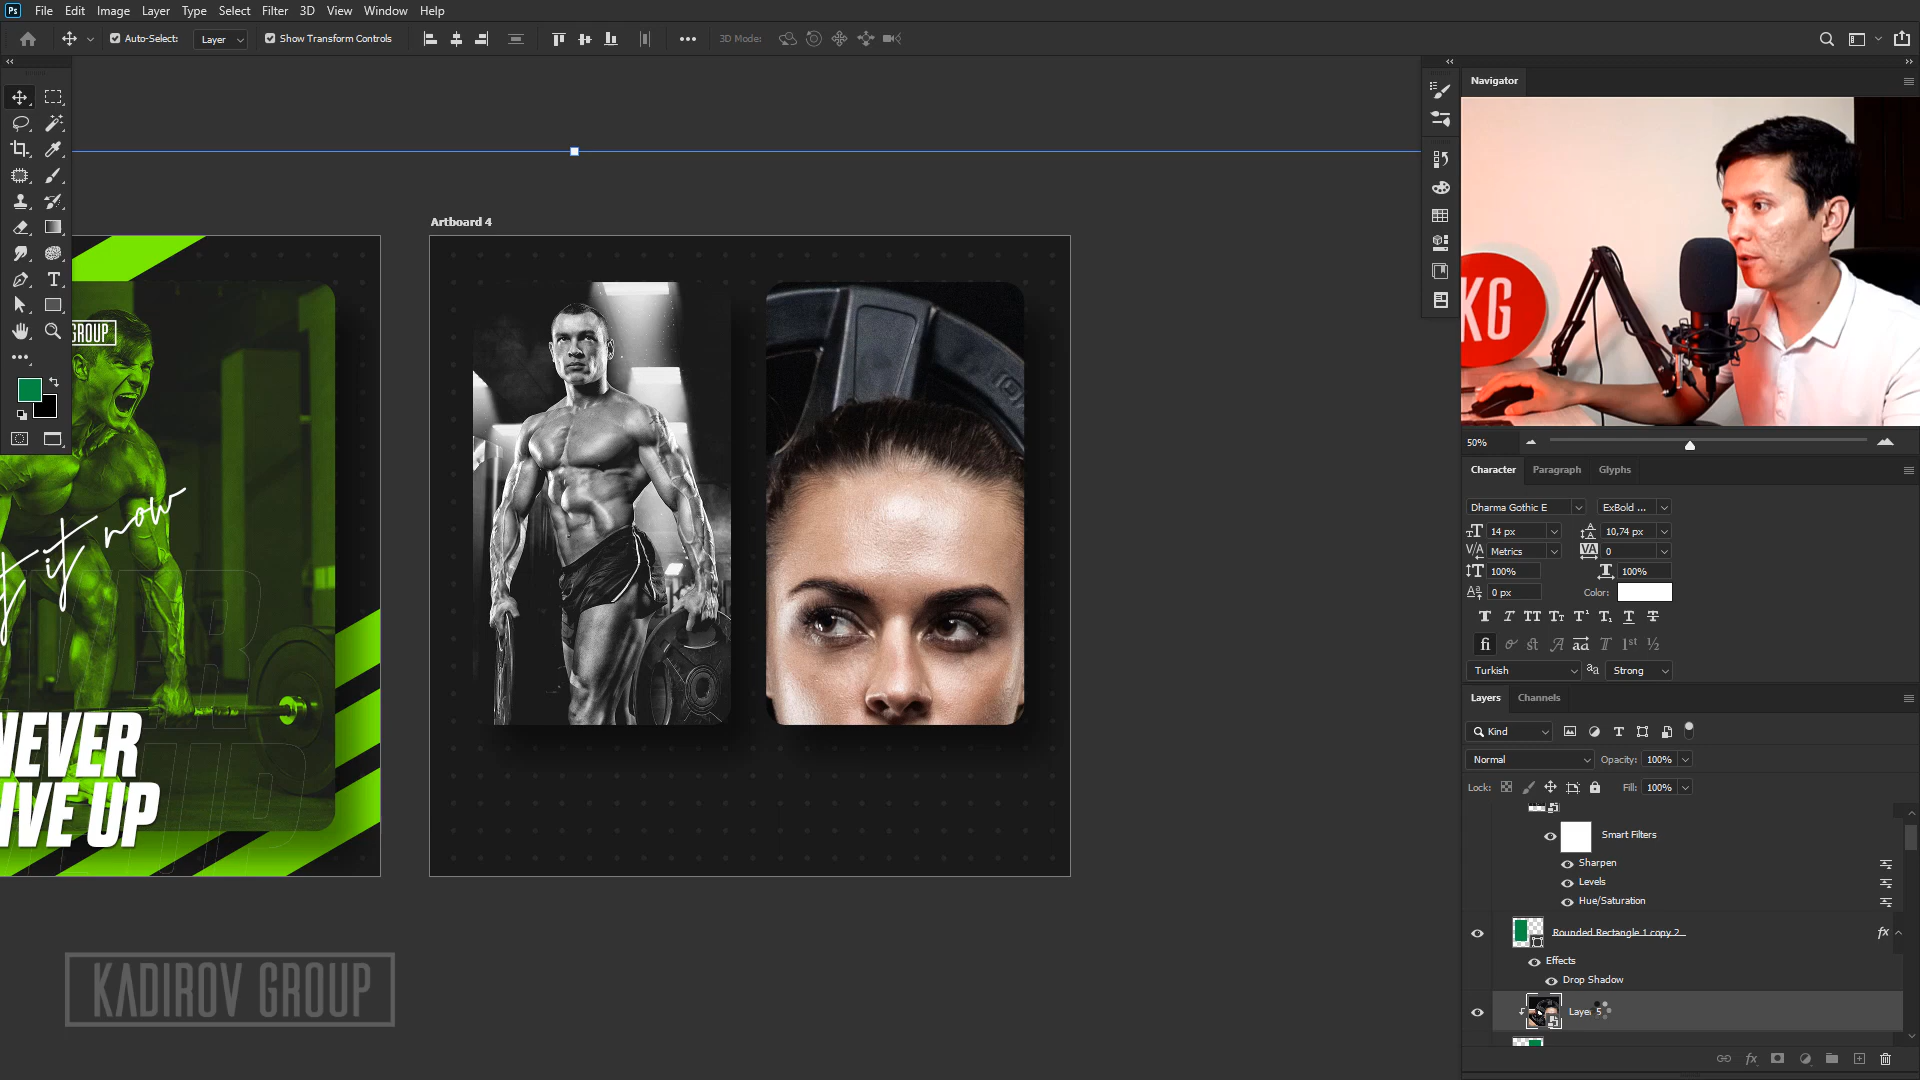 Ps File Edit Image Layer Type Select Filter 3D View Window Help
Auto-Select: Layer Show Transform Controls 3D Mode:
Navigator
Artboard 4
GROUP
KG
t it now
NEVER
IVE UP
50%
Character Paragraph Glyphs
Dharma Gothic E ExBold ...
14 px 10,74 px
Metrics 0
100% 100%
0 px Color:
Turkish Strong
Layers Channels
Kind
Normal Opacity: 100%
Lock: Fill: 100%
Smart Filters
Sharpen
Levels
Hue/Saturation
Rounded Rectangle 1 copy 2 fx
Effects
Drop Shadow
Layer 5
KADIROV GROUP